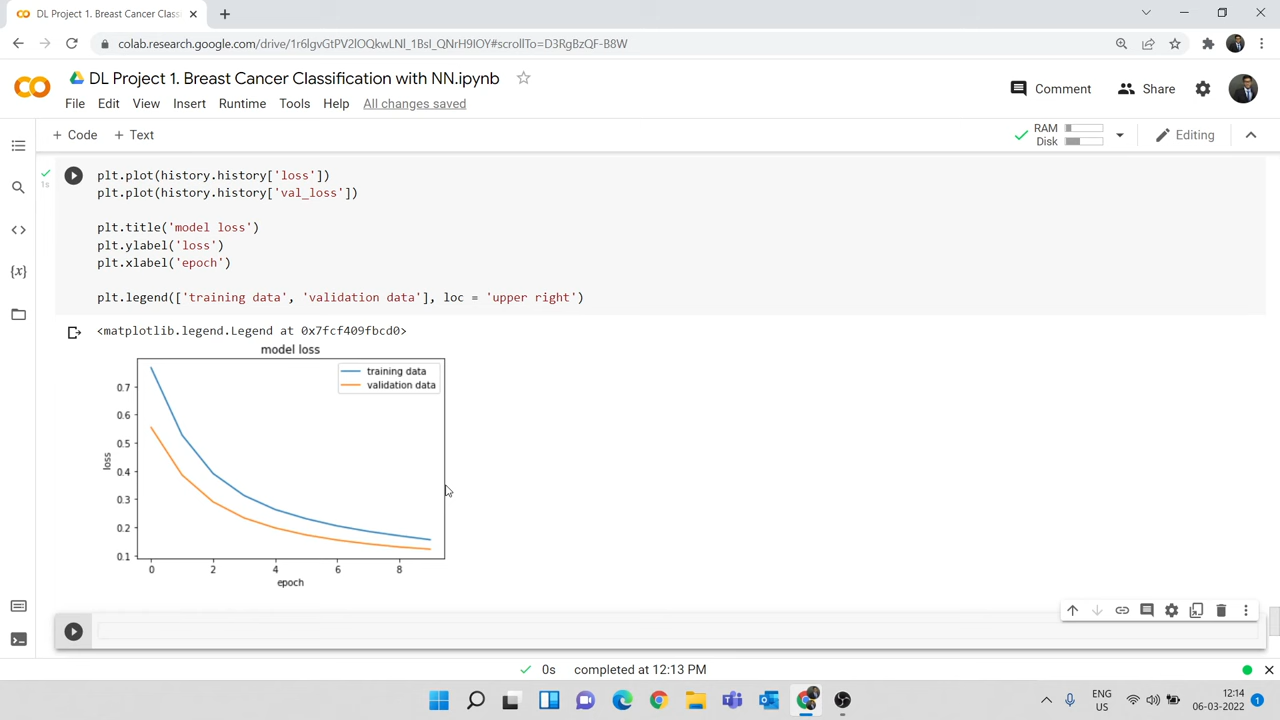 DL Project 1. Breast Cancer Class
colab.research.google.com/drive/1r6lgvGtPV2lOQkwLNl_1BsI_QNrH9IOY#scrollTo=D3RgBzQF-B8W
DL Project 1. Breast Cancer Classification with NN.ipynb
Comment
Share
File Edit View Insert Runtime Tools Help All changes saved
+ Code + Text
RAM
Disk
Editing
1s
plt.plot(history.history['loss'])
plt.plot(history.history['val_loss'])
plt.title('model loss')
plt.ylabel('loss')
plt.xlabel('epoch')
plt.legend(['training data', 'validation data'], loc = 'upper right')
<matplotlib.legend.Legend at 0x7fcf409fbcd0>
model loss
training data
validation data
0.7
0.6
0.5
0.4
0.3
0.2
0.1
loss
0 2 4 6 8
epoch
0s completed at 12:13 PM
ENG
US
12:14
06-03-2022
1